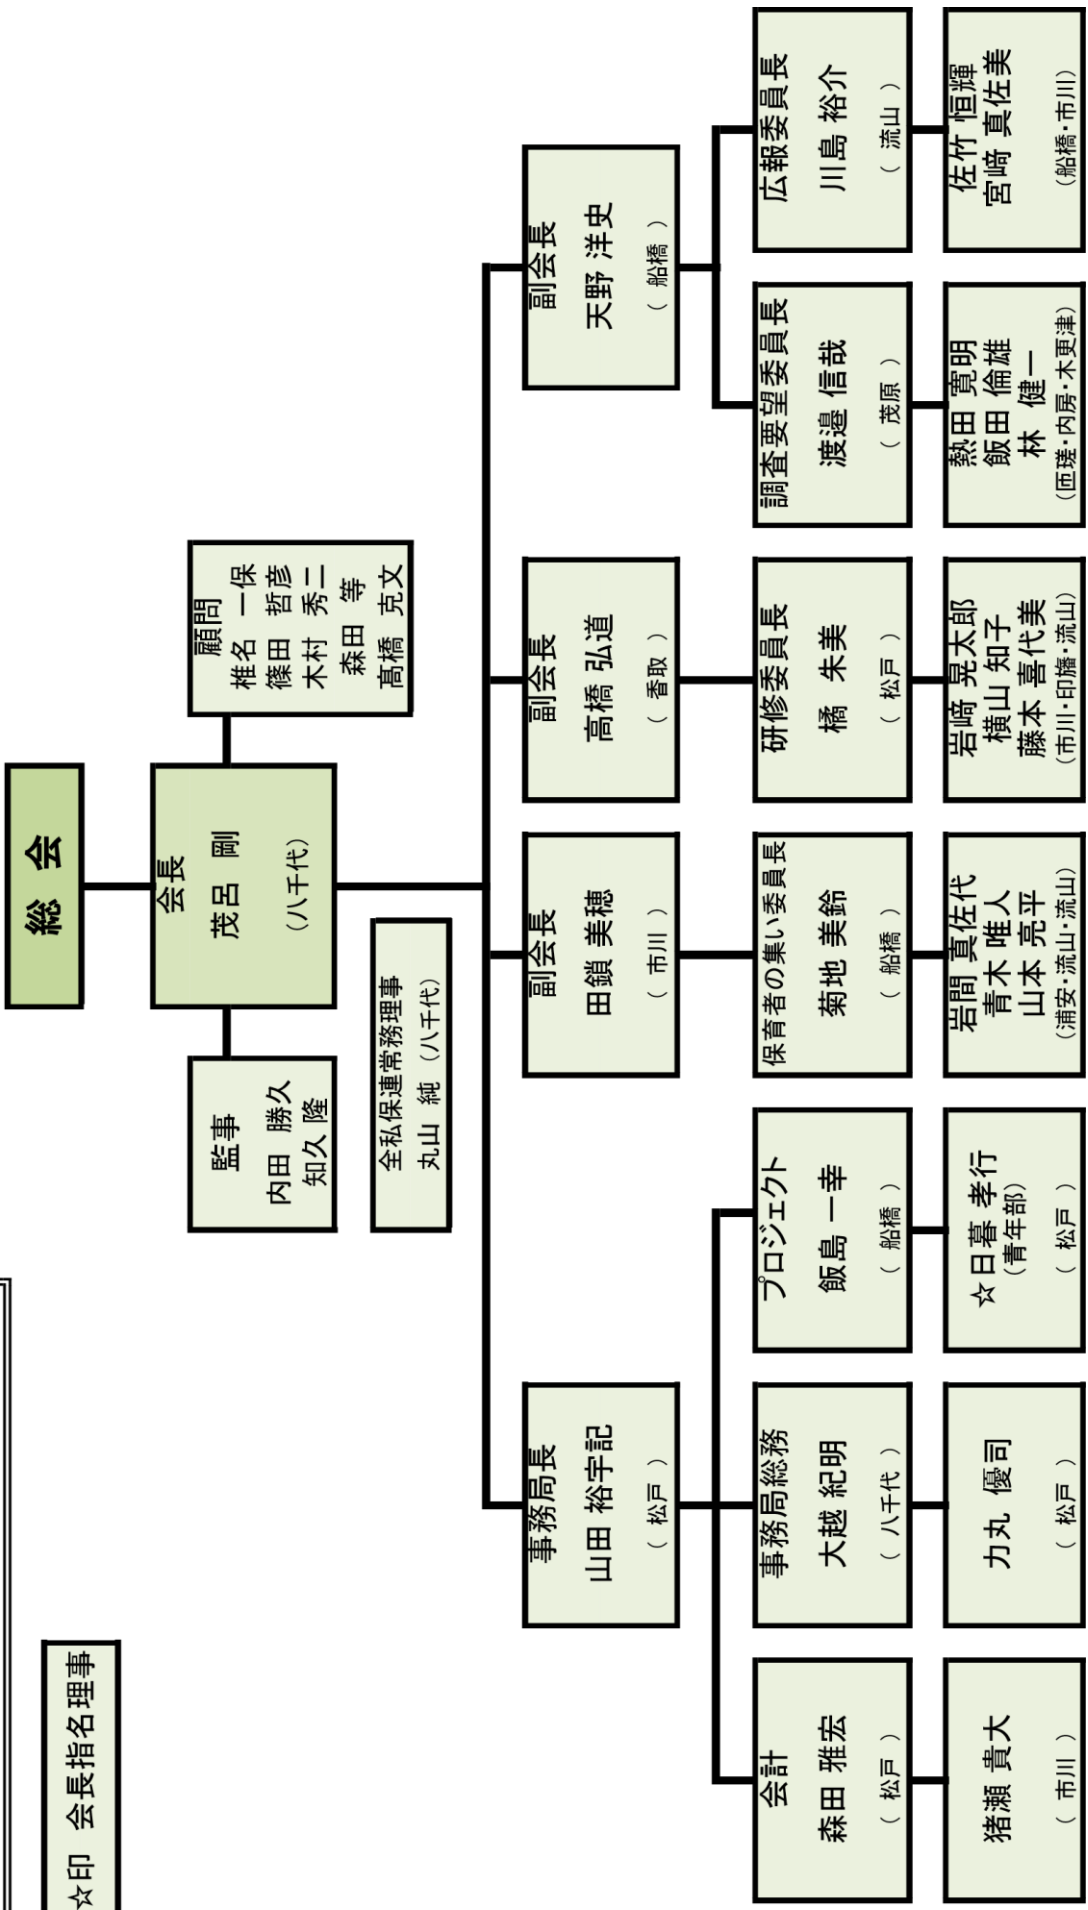 ☆印　会長指名理事
総　会
会長
茂呂　剛
（八千代）
監事
内田　勝久
知久　隆
顧問
椎名　一保
篠田　哲彦
木村　秀二
森田　等
髙橋　克文
全私保連常務理事
丸山　純（八千代）
事務局長
山田 裕宇記
（ 松戸 ）
副会長
田鎖 美穂
（ 市川 ）
副会長
高橋 弘道
（ 香取 ）
副会長
天野 洋史
（ 船橋 ）
会計
森田 雅宏
（ 松戸 ）
事務局総務
大越 紀明
（ 八千代 ）
プロジェクト
飯島 一幸
（ 船橋 ）
保育者の集い委員長
菊地 美鈴
（ 船橋 ）
研修委員長
橘　朱美
（ 松戸 ）
調査要望委員長
渡邉 信哉
（ 茂原 ）
広報委員長
川島 裕介
（ 流山 ）
猪瀬 貴大
（ 市川 ）
力丸 優司
（ 松戸 ）
☆日暮 孝行
（青年部）
（ 松戸 ）
岩間 真佐代
青木 唯人
山本 亮平
（浦安・流山・流山）
岩﨑 晃太郎
横山 知子
藤本 喜代美
（市川・印旛・流山）
熱田 寛明
飯田 倫雄
林　健一
（匝瑳・内房・木更津）
佐竹 恒輝
宮﨑 真佐美
（船橋・市川）